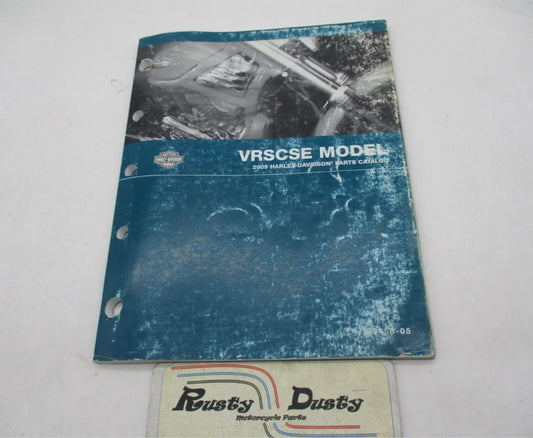 VRSCSE MODEL
2005 HARLEY-DAVIDSON® PARTS CATALOG
Rusty Dusty
Motorcycle Parts